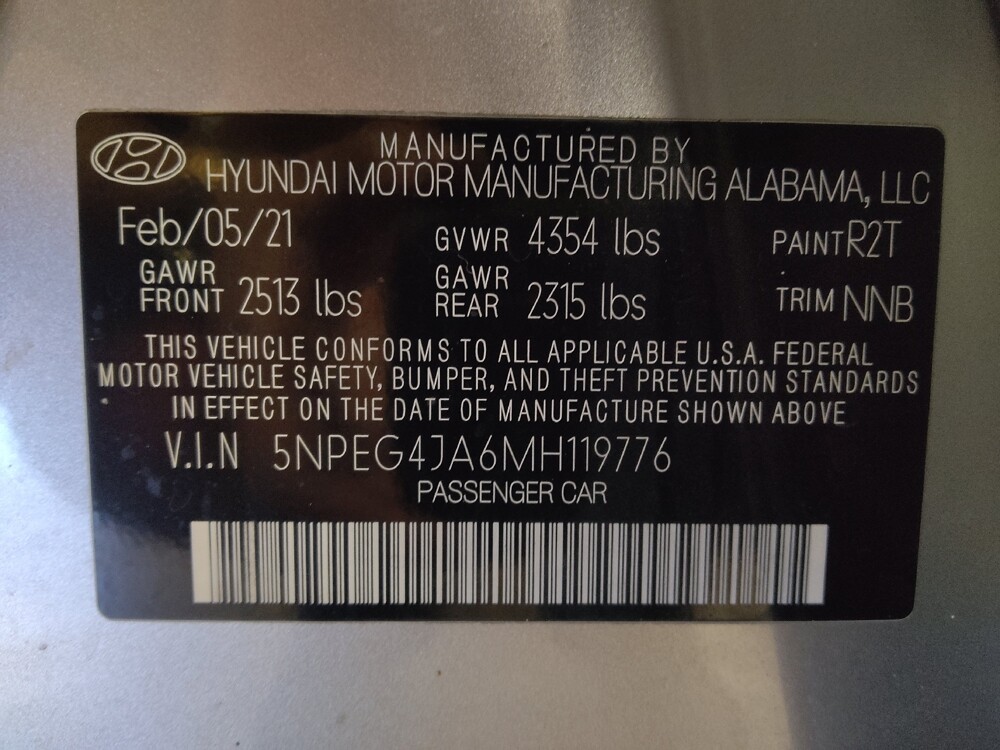 MANUFACTURED BY
HYUNDAI MOTOR MANUFACTURING ALABAMA, LLC
Feb/05/21 GVWR 4354 lbs PAINT R2T
GAWR FRONT 2513 lbs GAWR REAR 2315 lbs TRIM NNB
THIS VEHICLE CONFORMS TO ALL APPLICABLE U.S.A. FEDERAL
MOTOR VEHICLE SAFETY, BUMPER, AND THEFT PREVENTION STANDARDS
IN EFFECT ON THE DATE OF MANUFACTURE SHOWN ABOVE
V.I.N 5NPEG4JA6MH119776
PASSENGER CAR